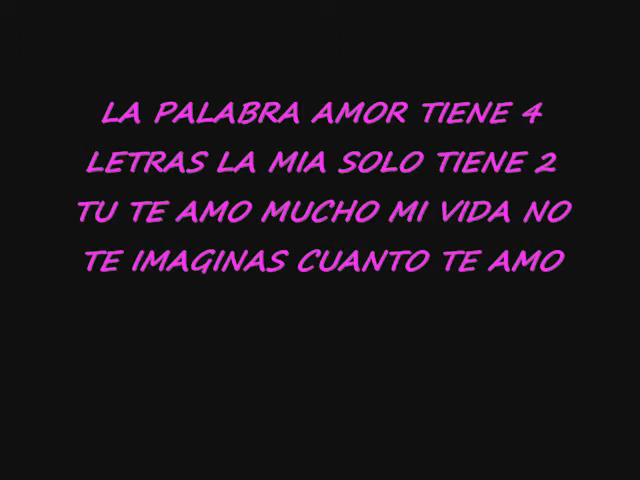 LA PALABRA AMOR TIENE 4
LETRAS LA MIA SOLO TIENE 2
TU TE AMO MUCHO MI VIDA NO
TE IMAGINAS CUANTO TE AMO